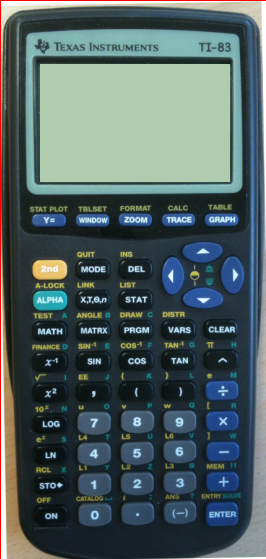 TEXAS INSTRUMENTS TI-83
STAT PLOT TBLSET FORMAT CALC TABLE
Y= WINDOW ZOOM TRACE GRAPH
QUIT INS
2nd MODE DEL
A-LOCK LINK LIST
ALPHA X,T,θ,n STAT
TEST A ANGLE B DRAW C DISTR
MATH MATRX PRGM VARS CLEAR
FINANCE D SIN⁻¹ E COS⁻¹ F TAN⁻¹ G π H
x⁻¹ SIN COS TAN ^
√ I EE J { K } L e M
x² , ( ) ÷
10ˣ N u O v P w Q [ R
LOG 7 8 9 ×
eˣ S L4 T L5 U L6 V ] W
LN 4 5 6 −
RCL X L1 Y L2 Z L3 θ MEM "
STO▸ 1 2 3 +
OFF CATALOG i : ANS ? ENTRY SOLVE
ON 0 . (−) ENTER